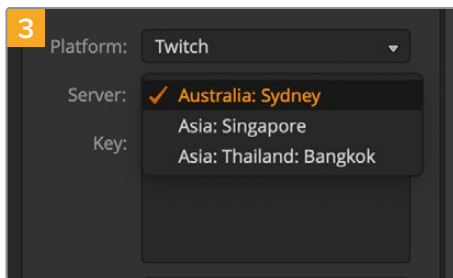 3
Platform: Twitch
Server: ✓ Australia: Sydney
Asia: Singapore
Key:
Asia: Thailand: Bangkok